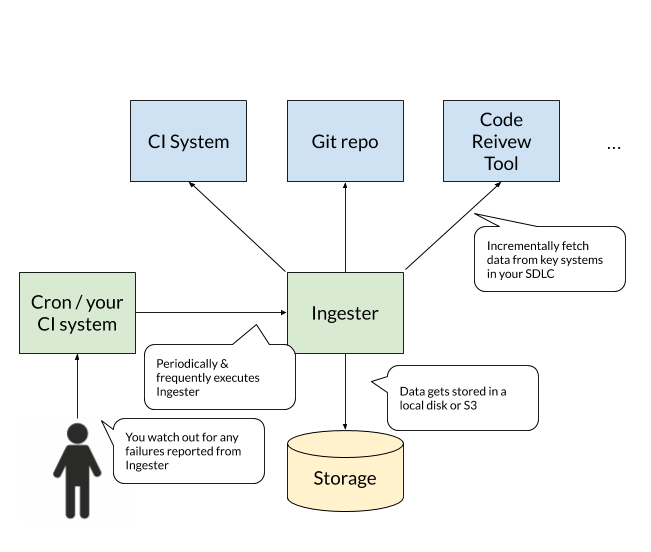 CI System
Git repo
Code
Reivew
Tool
...
Incrementally fetch
data from key systems
in your SDLC
Cron / your
CI system
Ingester
Periodically &
frequently executes
Ingester
Data gets stored in a
local disk or S3
You watch out for any
failures reported from
Ingester
Storage